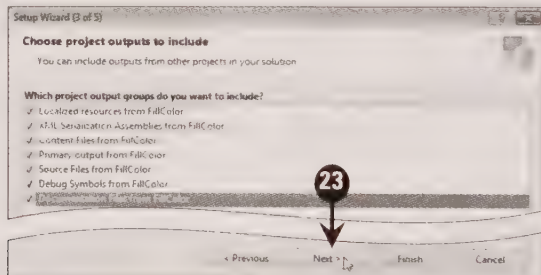 Setup Wizard (3 of 5)
Choose project outputs to include
You can include outputs from other projects in your solution
Which project output groups do you want to include?
Localized resources from FillColor
XML Serialization Assemblies from FillColor
Content Files from FillColor
Primary output from FillColor
Source Files from FillColor
Debug Symbols from FillColor
23
< Previous Next > Finish Cancel